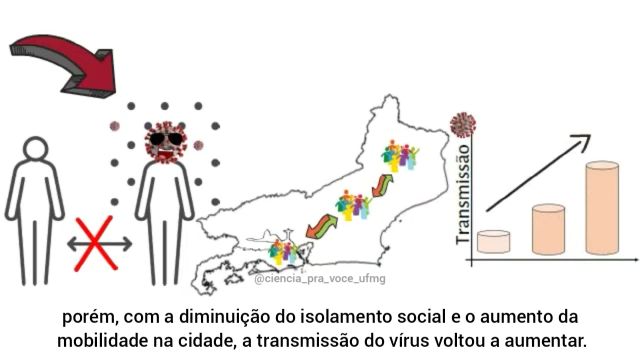 Transmissão
@ciencia_pra_voce_ufmg
porém, com a diminuição do isolamento social e o aumento da
mobilidade na cidade, a transmissão do vírus voltou a aumentar.